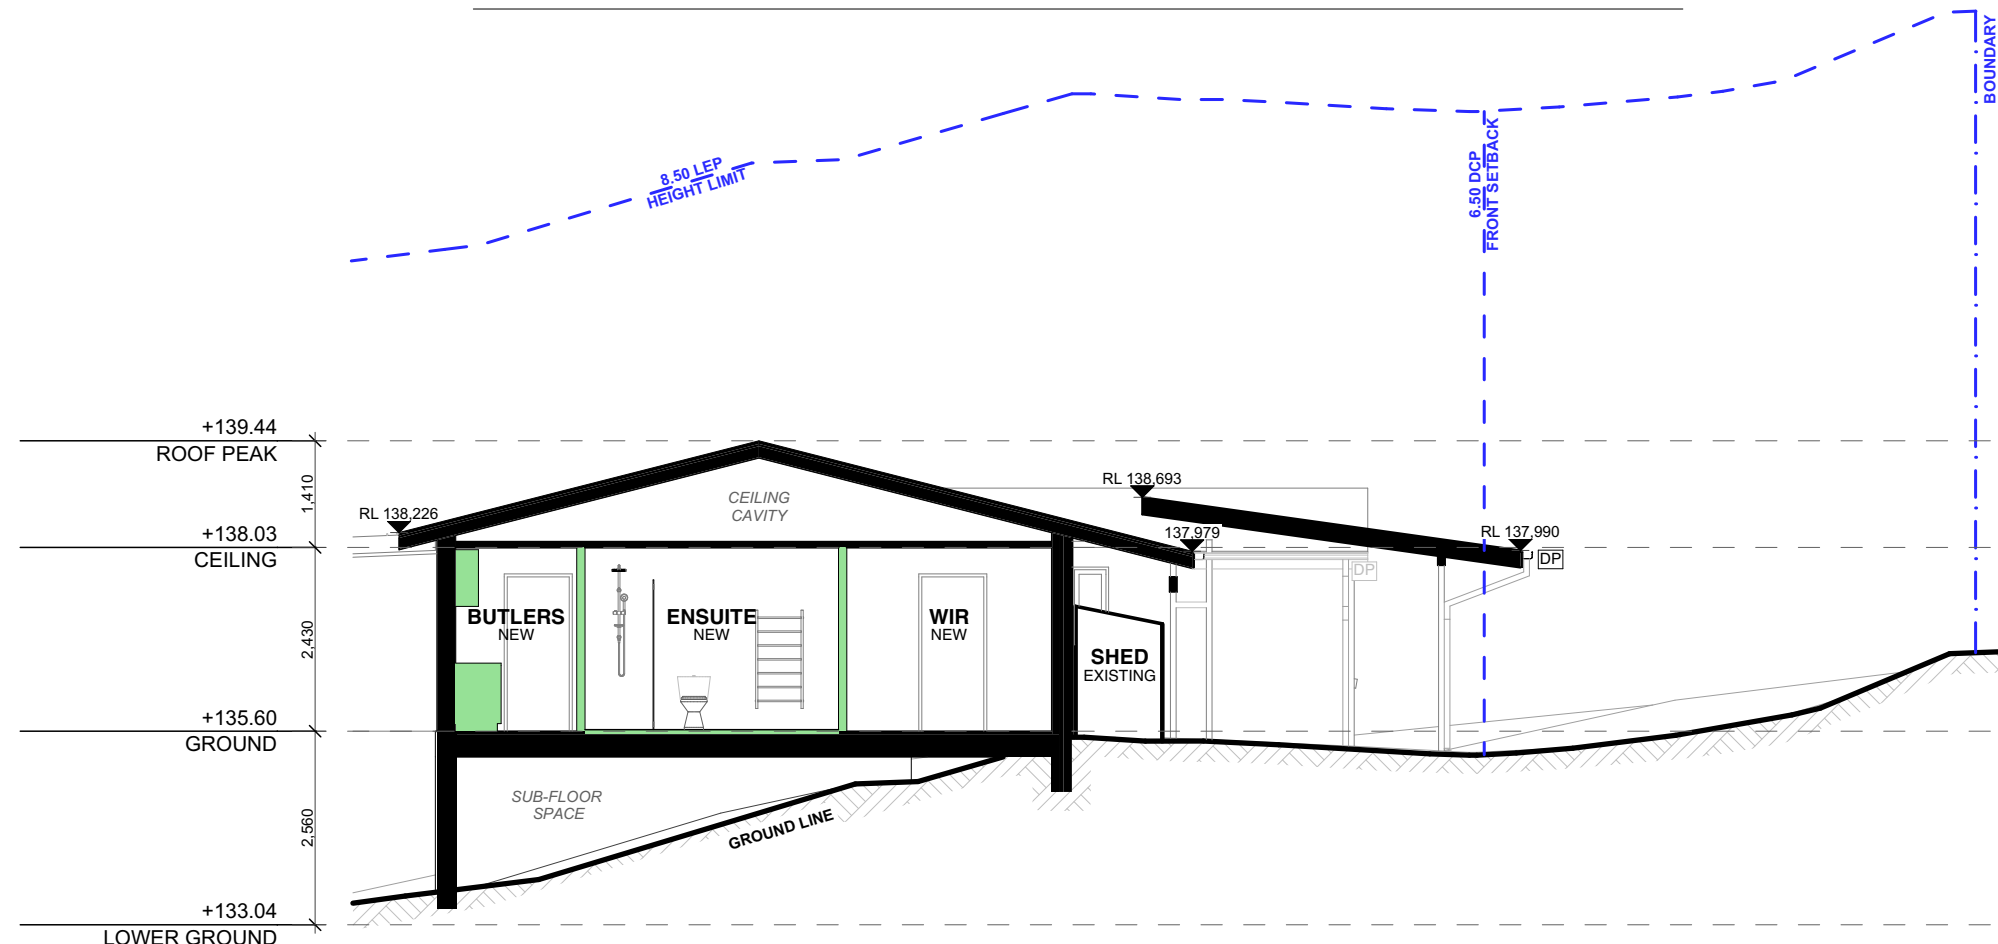 BOUNDARY
8.50 LEP
HEIGHT LIMIT
6.50 DCP
FRONT SETBACK
+139.44
ROOF PEAK
1,410
CEILING
CAVITY
RL 138,693
RL 138,226
137,979
RL 137,990
+138.03
CEILING
DP
DP
2,430
BUTLERS
NEW
ENSUITE
NEW
WIR
NEW
SHED
EXISTING
+135.60
GROUND
2,560
SUB-FLOOR
SPACE
GROUND LINE
+133.04
LOWER GROUND